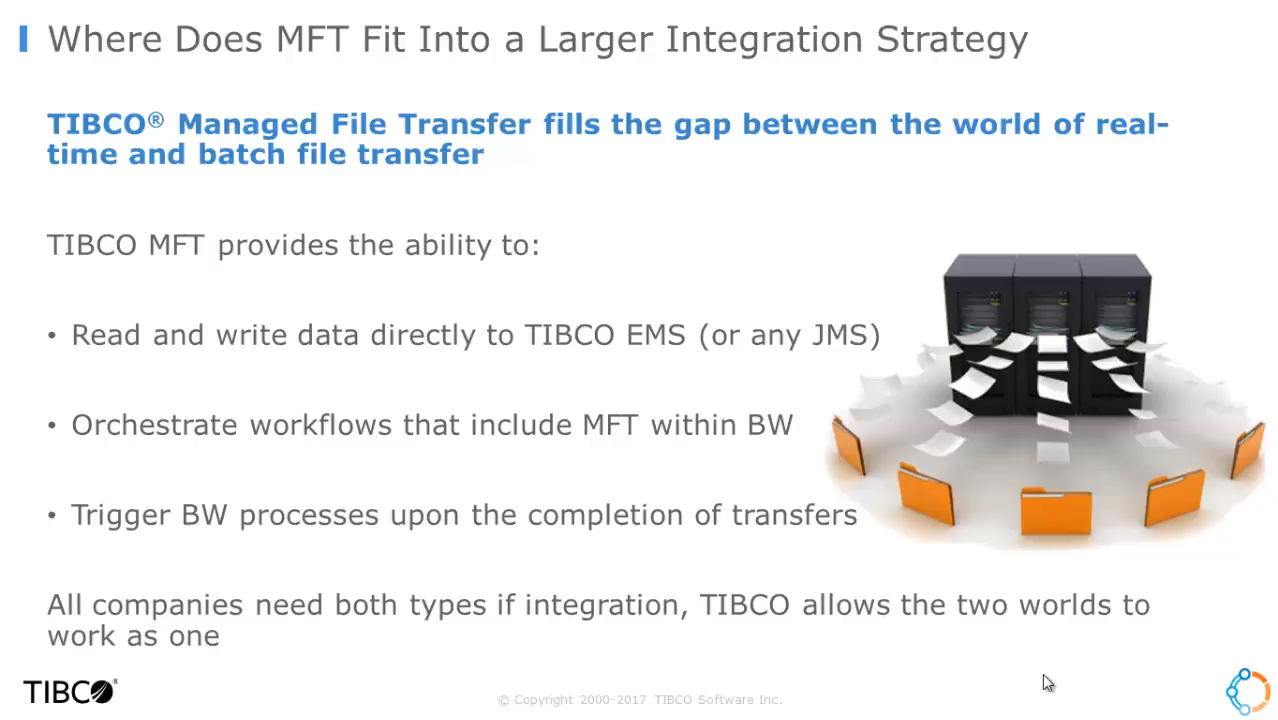 Where Does MFT Fit Into a Larger Integration Strategy
TIBCO® Managed File Transfer fills the gap between the world of real-
time and batch file transfer
TIBCO MFT provides the ability to:
• Read and write data directly to TIBCO EMS (or any JMS)
• Orchestrate workflows that include MFT within BW
• Trigger BW processes upon the completion of transfers
All companies need both types if integration, TIBCO allows the two worlds to
work as one
TIBCO®
© Copyright 2000-2017 TIBCO Software Inc.